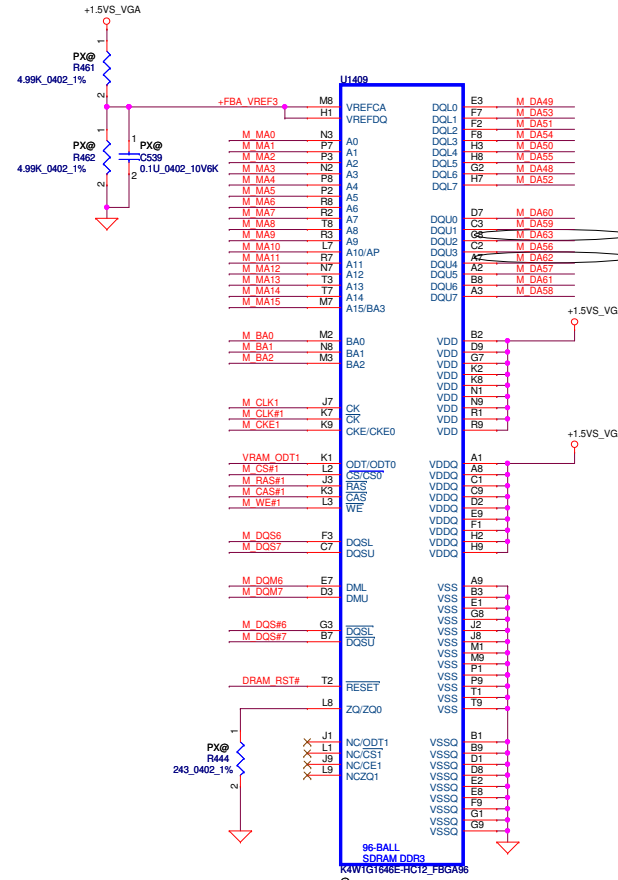 +1.5VS_VGA
1
PX@
R461
4.99K_0402_1%
2
+FBA_VREF3
1
PX@
R462
4.99K_0402_1%
2
1
PX@
C539
0.1U_0402_10V6K
2
U1409
M8 VREFCA
H1 VREFDQ
M_MA0 N3 A0
M_MA1 P7 A1
M_MA2 P3 A2
M_MA3 N2 A3
M_MA4 P8 A4
M_MA5 P2 A5
M_MA6 R8 A6
M_MA7 R2 A7
M_MA8 T8 A8
M_MA9 R3 A9
M_MA10 L7 A10/AP
M_MA11 R7 A11
M_MA12 N7 A12
M_MA13 T3 A13
M_MA14 T7 A14
M_MA15 M7 A15/BA3
M_BA0 M2 BA0
M_BA1 N8 BA1
M_BA2 M3 BA2
M_CLK1 J7 CK
M_CLK#1 K7 CK
M_CKE1 K9 CKE/CKE0
VRAM_ODT1 K1 ODT/ODT0
M_CS#1 L2 CS/CS0
M_RAS#1 J3 RAS
M_CAS#1 K3 CAS
M_WE#1 L3 WE
M_DQS6 F3 DQSL
M_DQS7 C7 DQSU
M_DQM6 E7 DML
M_DQM7 D3 DMU
M_DQS#6 G3 DQSL
M_DQS#7 B7 DQSU
DRAM_RST# T2 RESET
L8 ZQ/ZQ0
1
PX@
R444
243_0402_1%
2
J1 NC/ODT1
L1 NC/CS1
J9 NC/CE1
L9 NCZQ1
DQL0 E3 M_DA49
DQL1 F7 M_DA53
DQL2 F2 M_DA51
DQL3 F8 M_DA54
DQL4 H3 M_DA50
DQL5 H8 M_DA55
DQL6 G2 M_DA48
DQL7 H7 M_DA52
DQU0 D7 M_DA60
DQU1 C3 M_DA59
DQU2 C8 M_DA63
DQU3 C2 M_DA56
DQU4 A7 M_DA62
DQU5 A2 M_DA57
DQU6 B8 M_DA61
DQU7 A3 M_DA58
+1.5VS_VG
VDD B2
VDD D9
VDD G7
VDD K2
VDD K8
VDD N1
VDD N9
VDD R1
VDD R9
+1.5VS_VG
VDDQ A1
VDDQ A8
VDDQ C1
VDDQ C9
VDDQ D2
VDDQ E9
VDDQ F1
VDDQ H2
VDDQ H9
VSS A9
VSS B3
VSS E1
VSS G8
VSS J2
VSS J8
VSS M1
VSS M9
VSS P1
VSS P9
VSS T1
VSS T9
VSSQ B1
VSSQ B9
VSSQ D1
VSSQ D8
VSSQ E2
VSSQ E8
VSSQ F9
VSSQ G1
VSSQ G9
96-BALL
SDRAM DDR3
K4W1G1646E-HC12_FBGA96